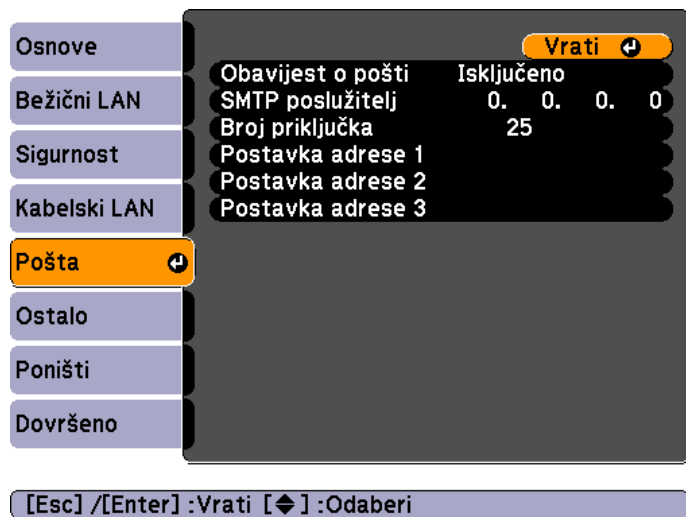 Osnove
Bežični LAN
Sigurnost
Kabelski LAN
Pošta
Ostalo
Poništi
Dovršeno
Vrati
Obavijest o pošti Isključeno
SMTP poslužitelj 0. 0. 0. 0
Broj priključka 25
Postavka adrese 1
Postavka adrese 2
Postavka adrese 3
[Esc] /[Enter] :Vrati [◆] :Odaberi